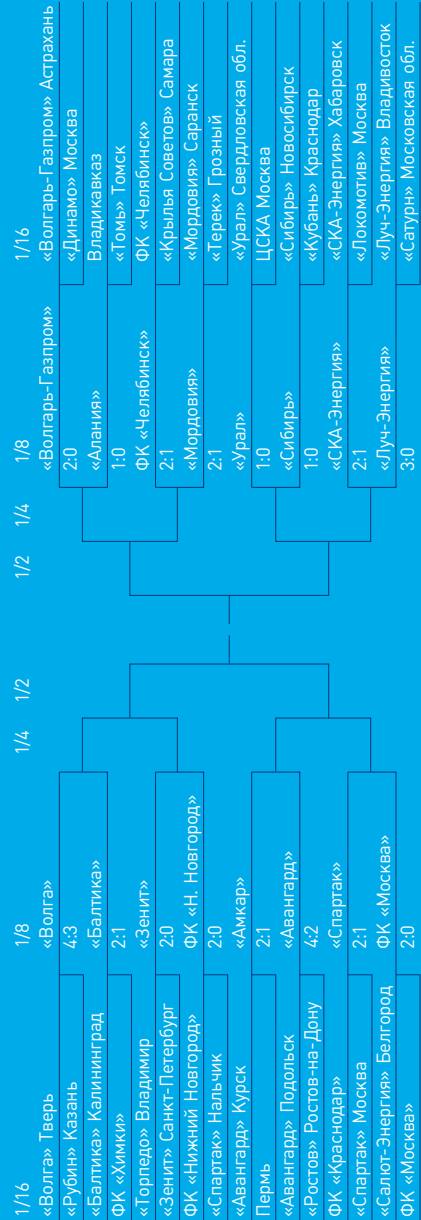 1/16 1/8 1/4 1/2 1/2 1/4 1/8 1/16
«Волга» Тверь «Волга» «Волгарь-Газпром» «Волгарь-Газпром» Астрахань
«Рубин» Казань 4:3 2:0 «Динамо» Москва
«Балтика» Калининград «Балтика» «Алания» Владикавказ
ФК «Химки» 2:1 1:0 «Томь» Томск
«Торпедо» Владимир «Зенит» ФК «Челябинск» ФК «Челябинск»
«Зенит» Санкт-Петербург 2:0 2:1 «Крылья Советов» Самара
ФК «Нижний Новгород» ФК «Н. Новгород» «Мордовия» «Мордовия» Саранск
«Спартак» Нальчик 2:0 2:1 «Терек» Грозный
«Авангард» Курск «Амкар» «Урал» «Урал» Свердловская обл.
Пермь 2:1 1:0 ЦСКА Москва
«Авангард» Подольск «Авангард» «Сибирь» «Сибирь» Новосибирск
«Ростов» Ростов-на-Дону 4:2 1:0 «Кубань» Краснодар
ФК «Краснодар» «Спартак» «СКА-Энергия» «СКА-Энергия» Хабаровск
«Спартак» Москва 2:1 2:1 «Локомотив» Москва
«Салют-Энергия» Белгород ФК «Москва» «Луч-Энергия» «Луч-Энергия» Владивосток
ФК «Москва» 2:0 3:0 «Сатурн» Московская обл.